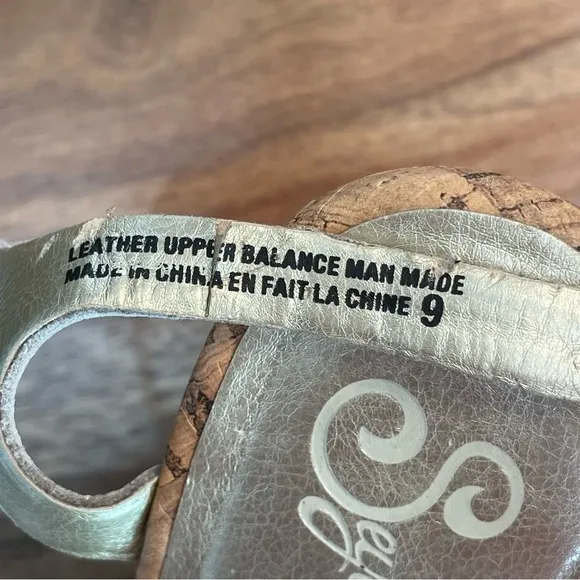 LEATHER UPPER BALANCE MAN MADE
MADE IN CHINA EN FAIT LA CHINE 9